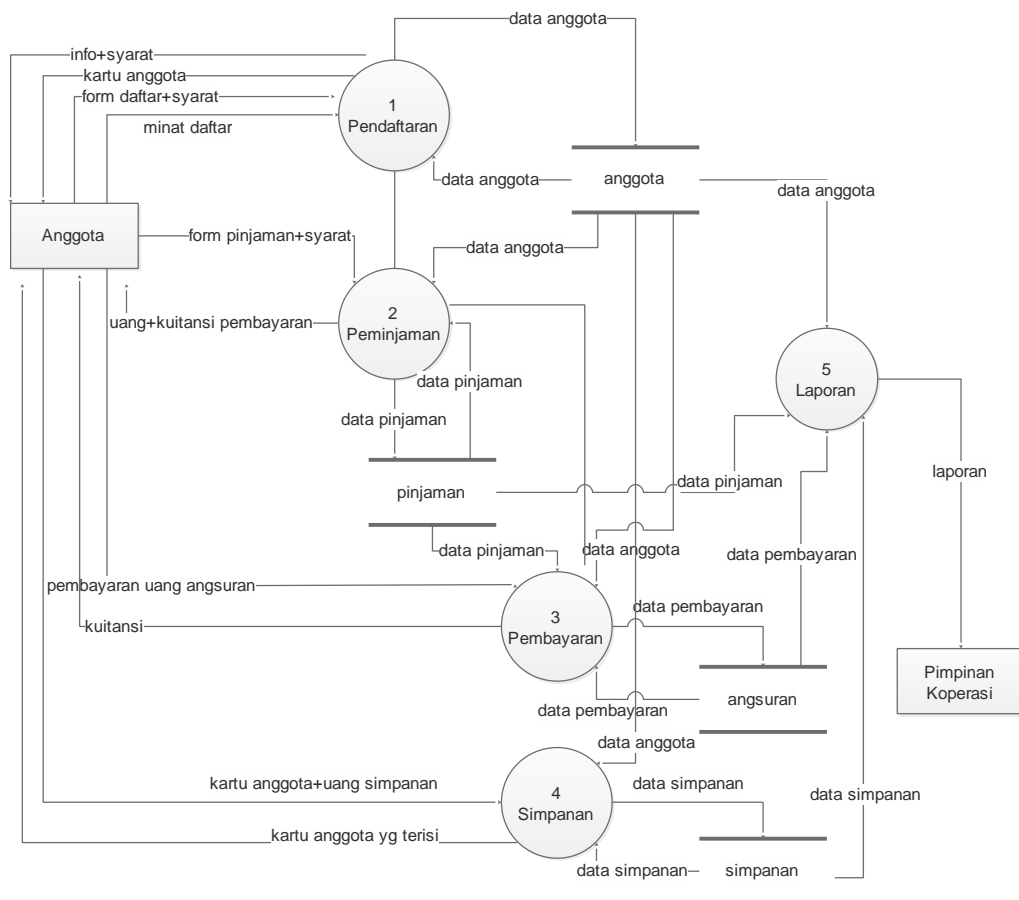 data anggota
info+syarat
kartu anggota
form daftar+syarat
minat daftar
1
Pendaftaran
data anggota
anggota
data anggota
Anggota
form pinjaman+syarat
data anggota
uang+kuitansi pembayaran
2
Peminjaman
5
Laporan
data pinjaman
data pinjaman
laporan
pinjaman
data pinjaman
data pinjaman
data anggota
data pembayaran
pembayaran uang angsuran
3
Pembayaran
data pembayaran
kuitansi
Pimpinan
Koperasi
angsuran
data pembayaran
data anggota
kartu anggota+uang simpanan
4
Simpanan
data simpanan
data simpanan
kartu anggota yg terisi
data simpanan
simpanan